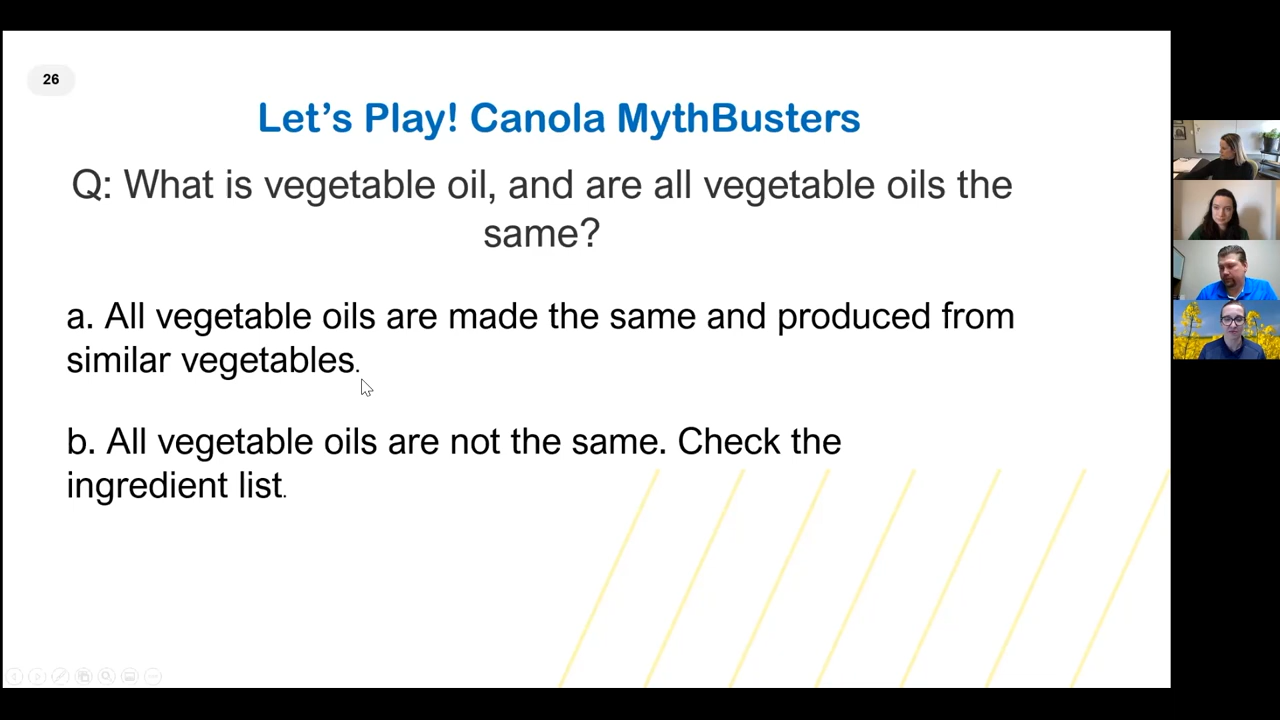 26
Let’s Play! Canola MythBusters
Q: What is vegetable oil, and are all vegetable oils the
same?
a. All vegetable oils are made the same and produced from
similar vegetables.
b. All vegetable oils are not the same. Check the
ingredient list.